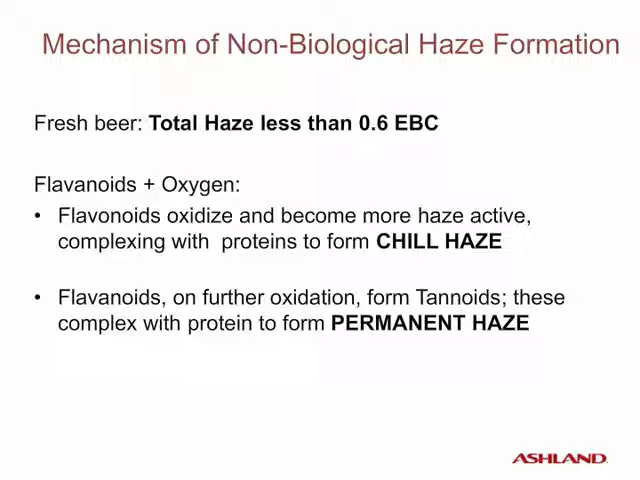 Mechanism of Non-Biological Haze Formation
Fresh beer: Total Haze less than 0.6 EBC
Flavanoids + Oxygen:
• Flavonoids oxidize and become more haze active,
complexing with proteins to form CHILL HAZE
• Flavanoids, on further oxidation, form Tannoids; these
complex with protein to form PERMANENT HAZE
ASHLAND